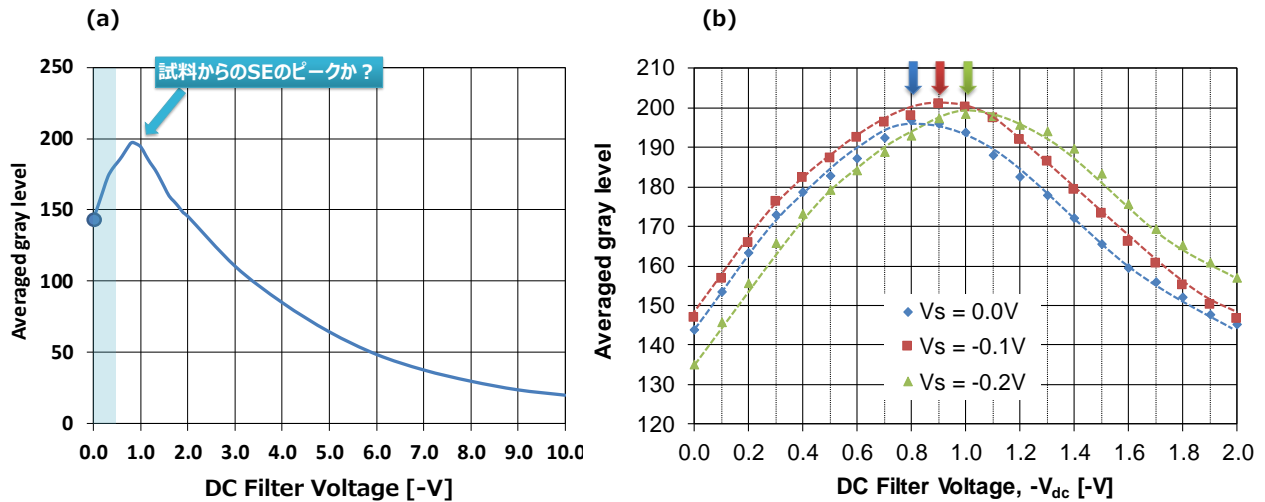 (a)
250
200
150
100
50
0
0.0 1.0 2.0 3.0 4.0 5.0 6.0 7.0 8.0 9.0 10.0
Averaged gray level
DC Filter Voltage [-V]
試料からのSEのピークか？
(b)
210
200
190
180
170
160
150
140
130
120
0.0 0.2 0.4 0.6 0.8 1.0 1.2 1.4 1.6 1.8 2.0
Averaged gray level
DC Filter Voltage, -Vdc [-V]
Vs = 0.0V
Vs = -0.1V
Vs = -0.2V